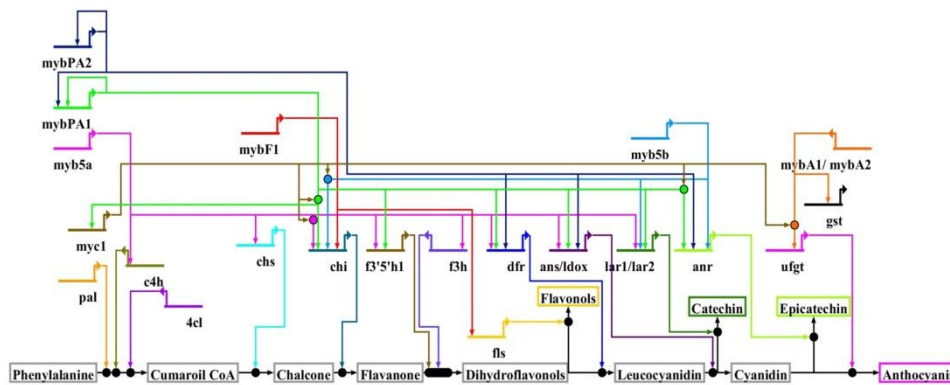 mybPA2
mybPA1
myb5a
mybF1
myb5b
mybA1/ mybA2
gst
myc1
chs
chi
f3'5'h1
f3h
dfr
ans/ldox
lar1/lar2
anr
ufgt
c4h
pal
4cl
fls
Flavonols
Catechin
Epicatechin
Phenylalanine
Cumaroil CoA
Chalcone
Flavanone
Dihydroflavonols
Leucocyanidin
Cyanidin
Anthocyani